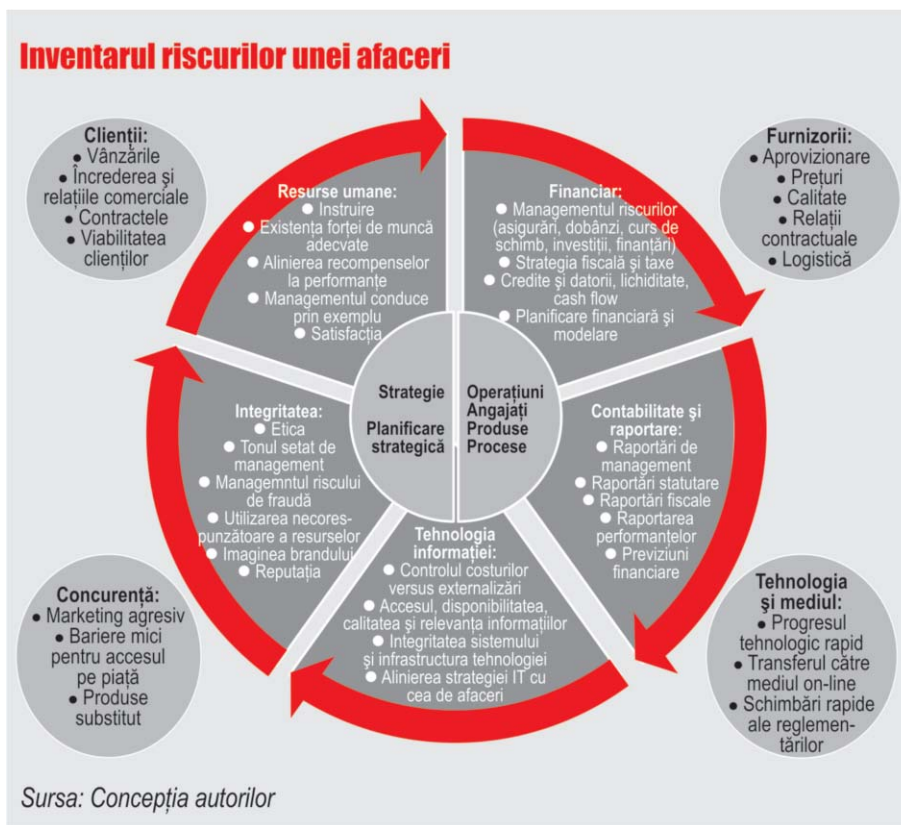 Inventarul riscurilor unei afaceri
Clienții:
● Vânzările
● Încrederea și
relațiile comerciale
● Contractele
● Viabilitatea
clienților
Resurse umane:
● Instruire
● Existența forței de muncă
adecvate
● Alinierea recompenselor
la performanțe
● Managementul conduce
prin exemplu
● Satisfacția
Financiar:
● Managementul riscurilor
(asigurări, dobânzi, curs de
schimb, investiții, finanțări)
● Strategia fiscală și taxe
● Credite și datorii, lichiditate,
cash flow
● Planificare financiară și
modelare
Furnizorii:
● Aprovizionare
● Prețuri
● Calitate
● Relații
contractuale
● Logistică
Strategie
Planificare
strategică
Operațiuni
Angajați
Produse
Procese
Integritatea:
● Etica
● Tonul setat de
management
● Managemntul riscului
de fraudă
● Utilizarea necores-
punzătoare a resurselor
● Imaginea brandului
● Reputația
Contabilitate și
raportare:
● Raportări de
management
● Raportări statutare
● Raportări fiscale
● Raportarea
performanțelor
● Previziuni
financiare
Tehnologia
informației:
● Controlul costurilor
versus externalizări
● Accesul, disponibilitatea,
calitatea și relevanța informațiilor
● Integritatea sistemului
și infrastructura tehnologiei
● Alinierea strategiei IT cu
cea de afaceri
Concurență:
● Marketing agresiv
● Bariere mici
pentru accesul
pe piață
● Produse
substitut
Tehnologia
și mediul:
● Progresul
tehnologic rapid
● Transferul către
mediul on-line
● Schimbări rapide
ale reglemen-
tărilor
Sursa: Concepția autorilor